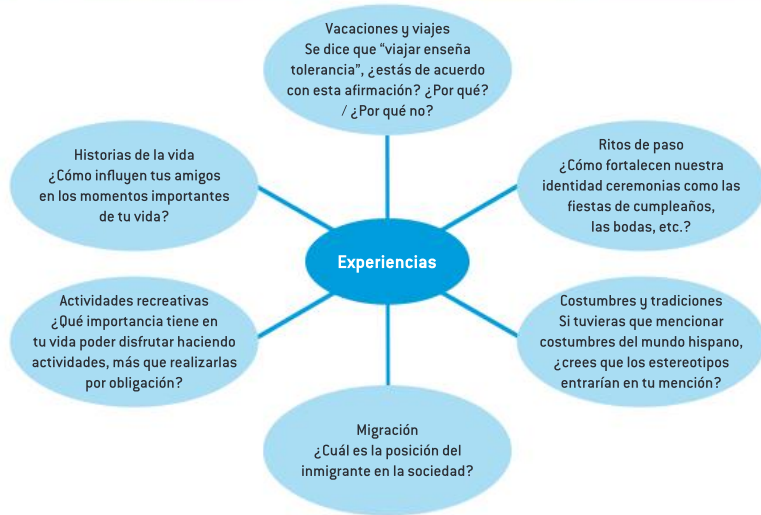 Vacaciones y viajes
Se dice que “viajar enseña
tolerancia”, ¿estás de acuerdo
con esta afirmación? ¿Por qué?
/ ¿Por qué no?
Historias de la vida
¿Cómo influyen tus amigos
en los momentos importantes
de tu vida?
Ritos de paso
¿Cómo fortalecen nuestra
identidad ceremonias como las
fiestas de cumpleaños,
las bodas, etc.?
Experiencias
Actividades recreativas
¿Qué importancia tiene en
tu vida poder disfrutar haciendo
actividades, más que realizarlas
por obligación?
Costumbres y tradiciones
Si tuvieras que mencionar
costumbres del mundo hispano,
¿crees que los estereotipos
entrarían en tu mención?
Migración
¿Cuál es la posición del
inmigrante en la sociedad?